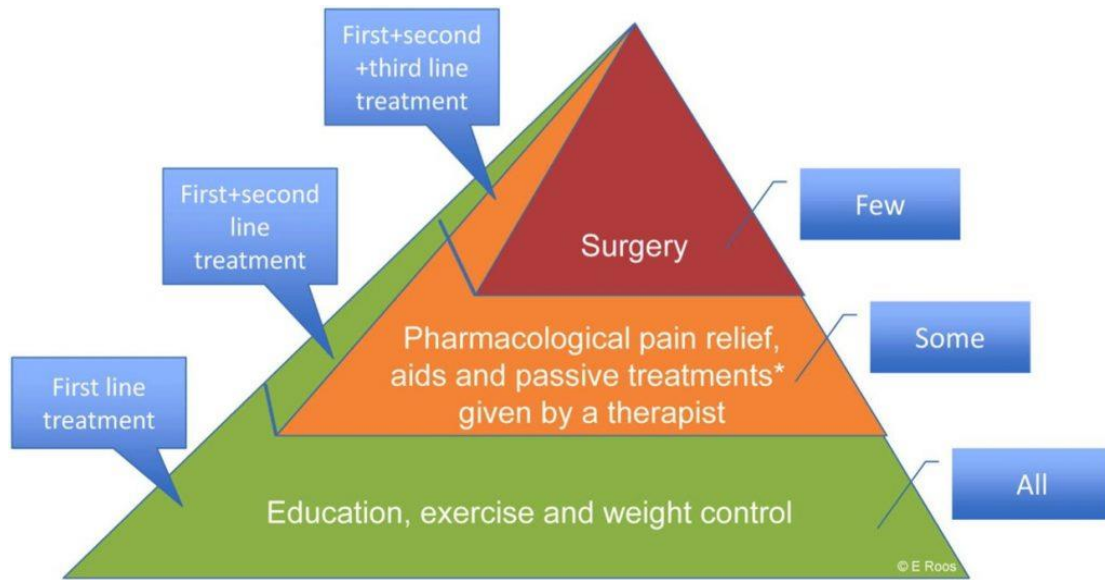 First+second
+third line
treatment
First+second
line
treatment
First line
treatment
Surgery
Pharmacological pain relief,
aids and passive treatments*
given by a therapist
Education, exercise and weight control
Few
Some
All
© E Roos